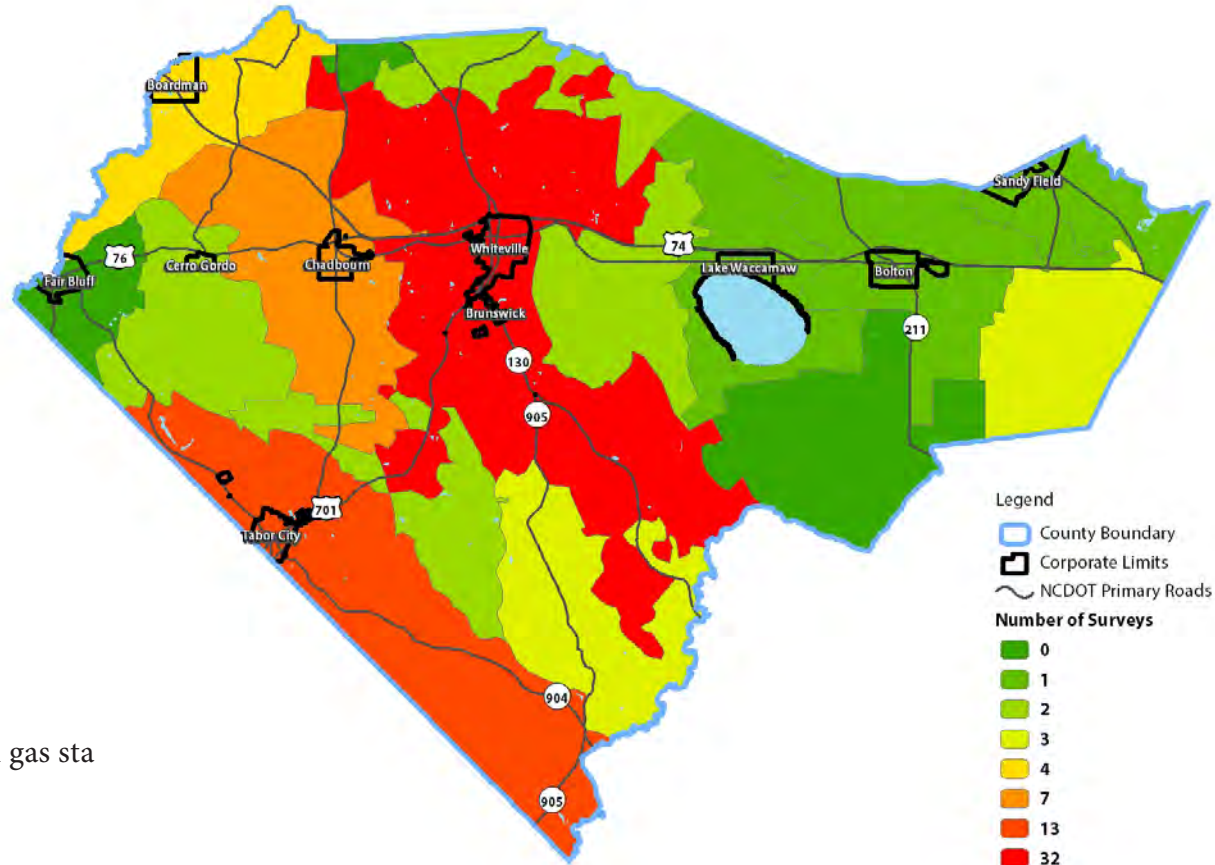 Boardman
Sandy Field
Whiteville
74
76
Cerro Gordo
Chadbourn
Lake Waccamaw
Bolton
Fair Bluff
Brunswick
211
130
905
Legend
County Boundary
701
Tabor City
Corporate Limits
NCDOT Primary Roads
Number of Surveys
0
1
2
904
3
gas sta
4
7
905
13
32